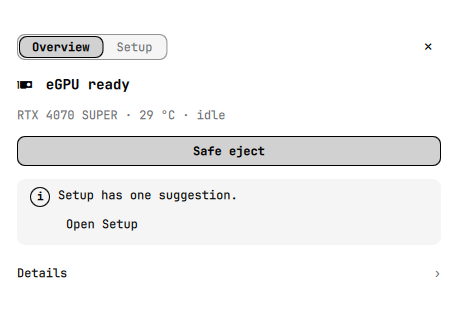 Overview Setup ×
eGPU ready
RTX 4070 SUPER · 29 °C · idle
Safe eject
i Setup has one suggestion.
Open Setup
Details ›